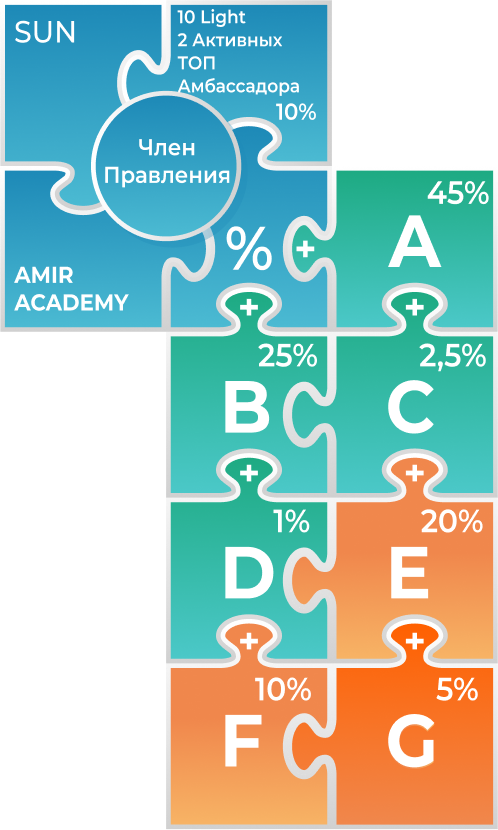 SUN
10 Light
2 Активных
ТОП
Амбассадора
10%
Член
Правления
AMIR
ACADEMY
%
+
45%
A
+
+
25%
B
2,5%
C
+
+
1%
D
20%
E
+
+
10%
F
5%
G